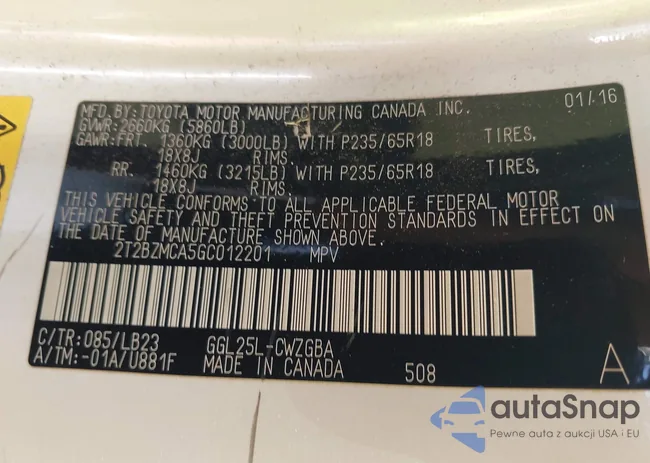 MFD.BY:TOYOTA MOTOR MANUFACTURING CANADA INC. 01/16
GVWR:2660KG (5860LB)
GAWR:FRT. 1360KG (3000LB) WITH P235/65R18 TIRES,
18X8J RIMS.
RR. 1460KG (3215LB) WITH P235/65R18 TIRES,
18X8J RIMS.
THIS VEHICLE CONFORMS TO ALL APPLICABLE FEDERAL MOTOR
VEHICLE SAFETY AND THEFT PREVENTION STANDARDS IN EFFECT ON
THE DATE OF MANUFACTURE SHOWN ABOVE.
2T2BZMCA5GC012201 MPV
C/TR:085/LB23 GGL25L-CWZGBA
A/TM:-01A/U881F MADE IN CANADA 508 A
autaSnap
Pewne auta z aukcji USA i EU